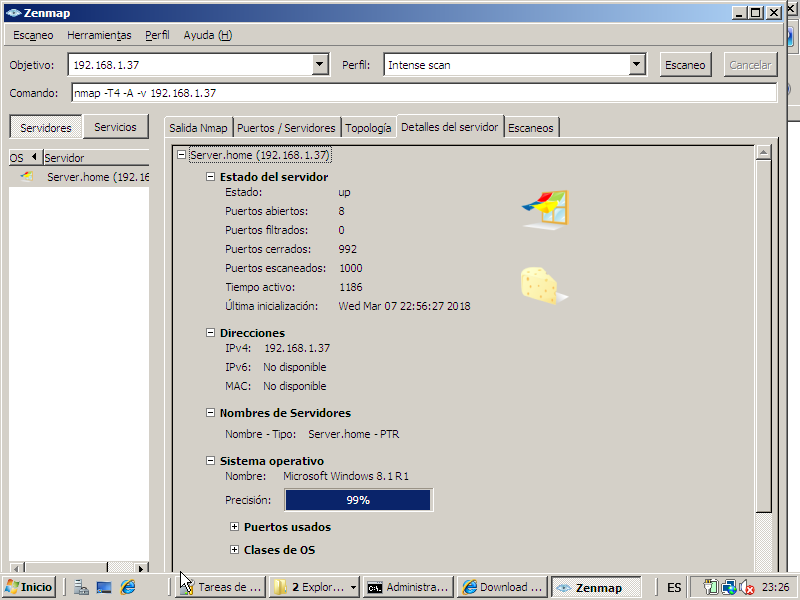 Zenmap
Escaneo Herramientas Perfil Ayuda (H)
Objetivo: 192.168.1.37 Perfil: Intense scan Escaneo Cancelar
Comando: nmap -T4 -A -v 192.168.1.37
Servidores Servicios Salida Nmap Puertos / Servidores Topología Detalles del servidor Escaneos
OS Servidor
Server.home (192.16
Server.home (192.168.1.37)
Estado del servidor
Estado: up
Puertos abiertos: 8
Puertos filtrados: 0
Puertos cerrados: 992
Puertos escaneados: 1000
Tiempo activo: 1186
Última inicialización: Wed Mar 07 22:56:27 2018
Direcciones
IPv4: 192.168.1.37
IPv6: No disponible
MAC: No disponible
Nombres de Servidores
Nombre - Tipo: Server.home - PTR
Sistema operativo
Nombre: Microsoft Windows 8.1 R1
Precisión: 99%
Puertos usados
Clases de OS
Inicio Tareas de ... 2 Explor... Administra... Download ... Zenmap ES 23:26